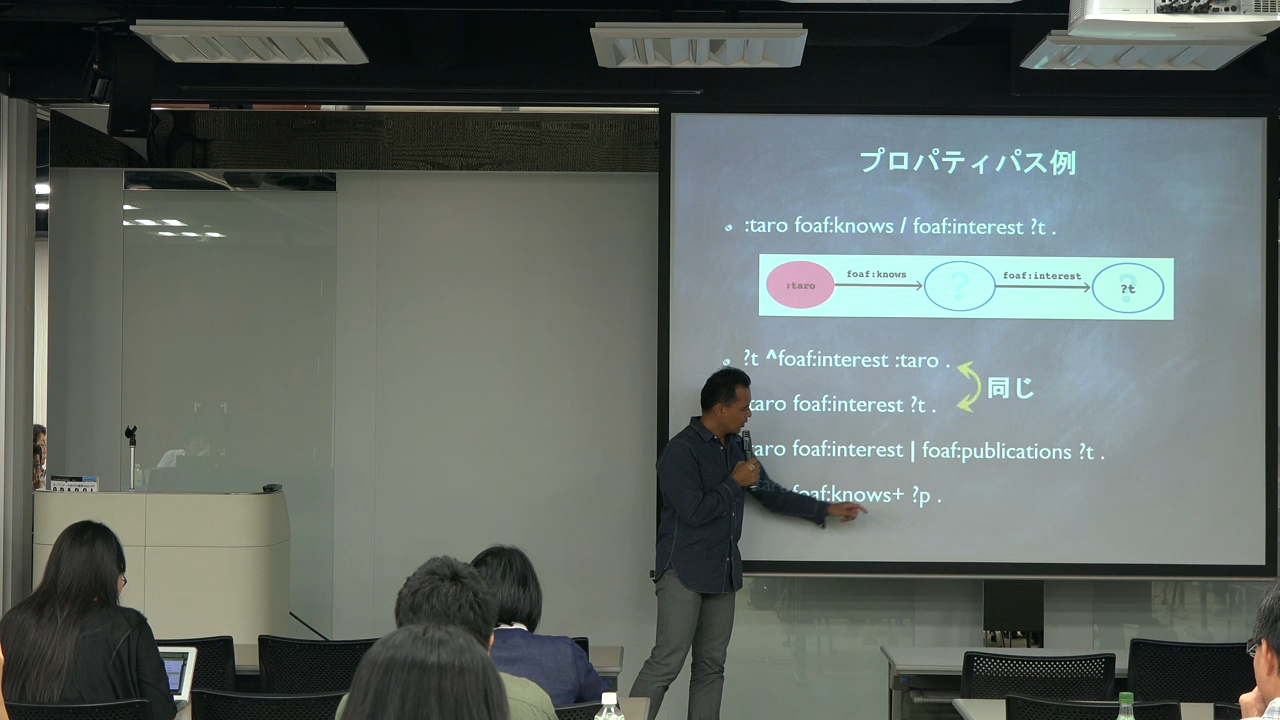 プロパティパス例
:taro foaf:knows / foaf:interest ?t .
:taro foaf:knows ? foaf:interest ?t
?t ^foaf:interest :taro .
同じ
taro foaf:interest ?t .
taro foaf:interest | foaf:publications ?t .
foaf:knows+ ?p .